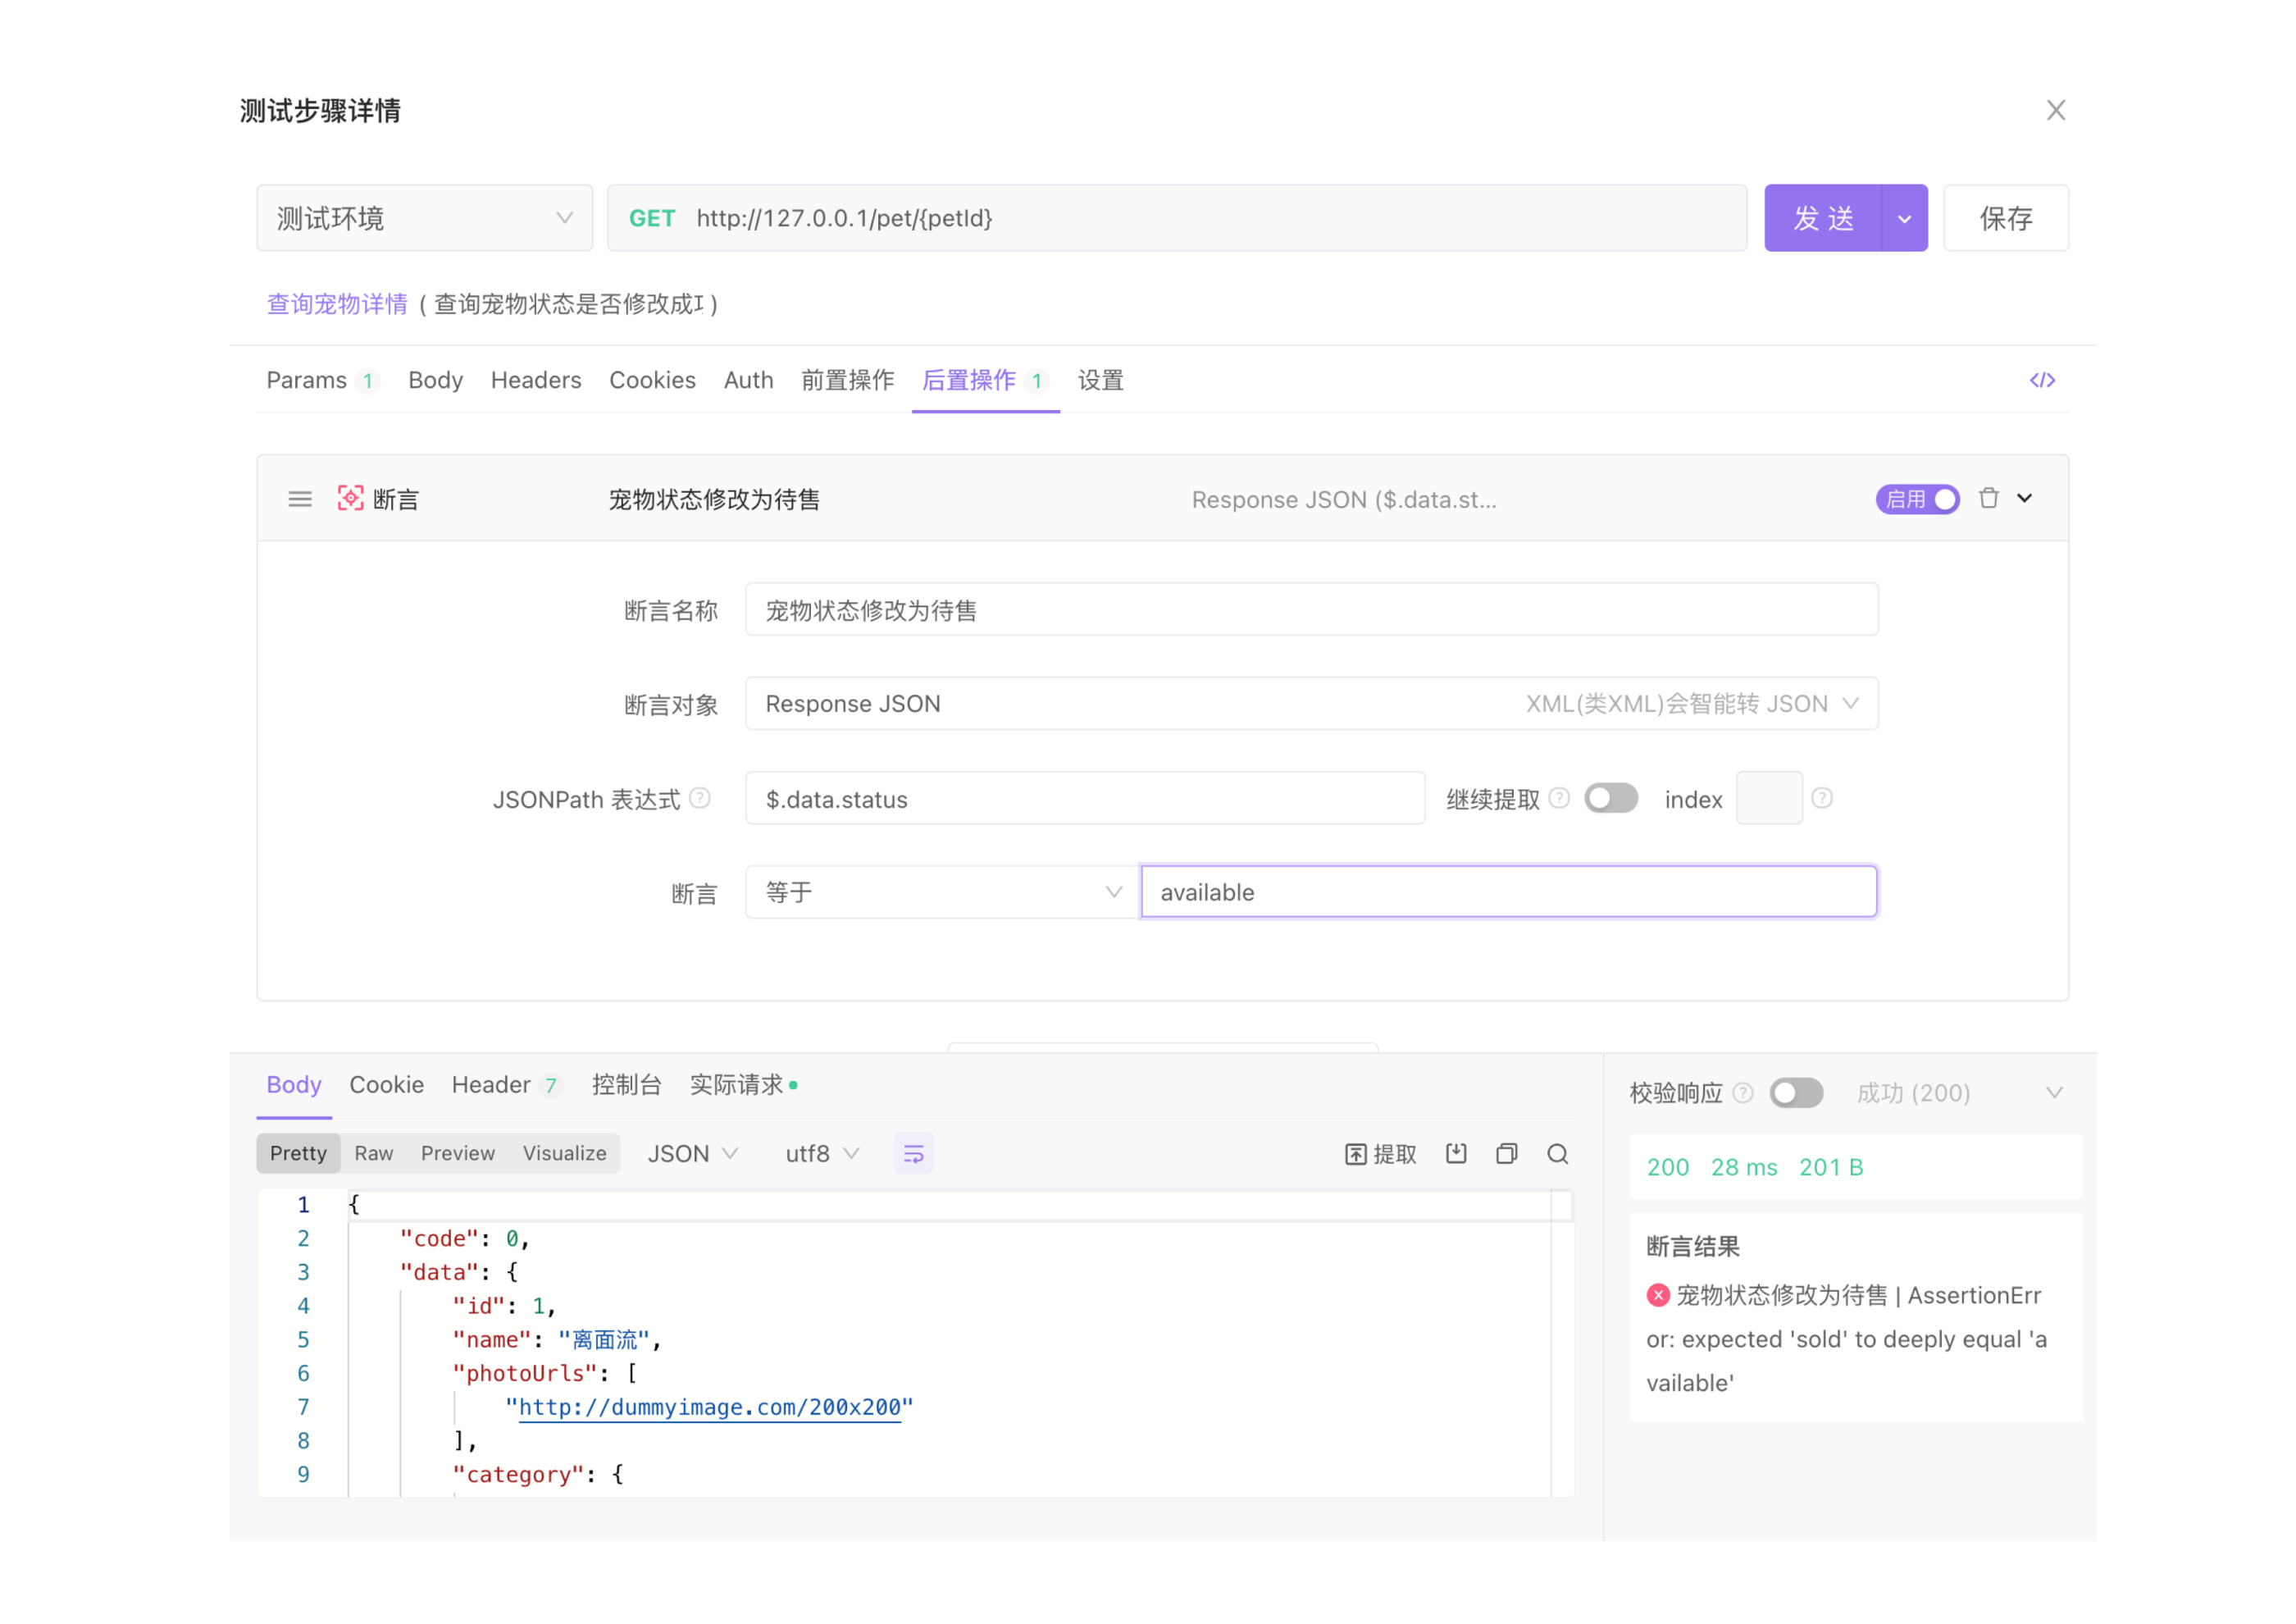 测试步骤详情
测试环境 GET http://127.0.0.1/pet/{petId} 发 送 保存
查询宠物详情 ( 查询宠物状态是否修改成 )
Params 1 Body Headers Cookies Auth 前置操作 后置操作 1 设置 </>
断言 宠物状态修改为待售 Response JSON ($.data.st... 启用
断言名称 宠物状态修改为待售
断言对象 Response JSON XML(类XML)会智能转 JSON
JSONPath 表达式 ? $.data.status 继续提取 ? index ?
断言 等于 available
Body Cookie Header 7 控制台 实际请求
校验响应 ? 成功 (200)
Pretty Raw Preview Visualize JSON utf8 提取
200 28 ms 201 B
1 {
2 "code": 0,
3 "data": {
4 "id": 1,
5 "name": "离面流",
6 "photoUrls": [
7 "http://dummyimage.com/200x200"
8 ],
9 "category": {
断言结果
宠物状态修改为待售 | AssertionErr
or: expected 'sold' to deeply equal 'a
vailable'